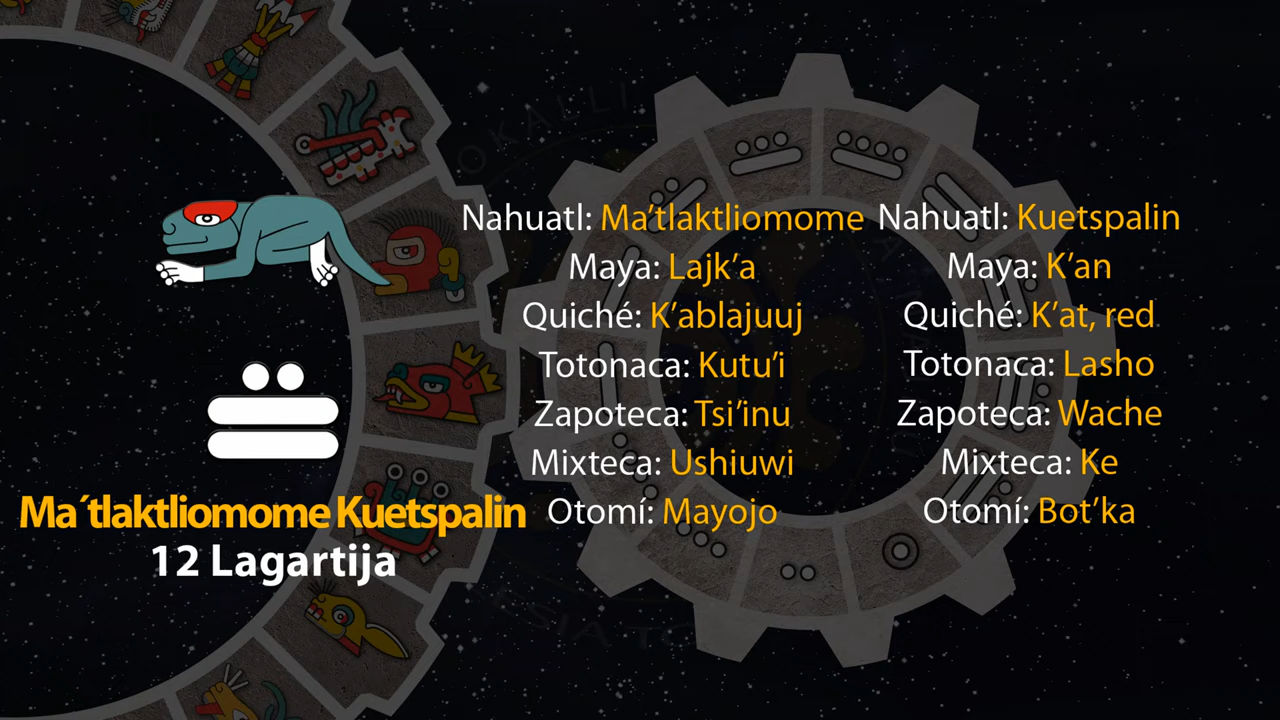 Nahuatl: Ma’tlaktliomome
Maya: Lajk’a
Quiché: K’ablajuuj
Totonaca: Kutu’i
Zapoteca: Tsi’inu
Mixteca: Ushiuwi
Otomí: Mayojo
Nahuatl: Kuetspalin
Maya: K’an
Quiché: K’at, red
Totonaca: Lasho
Zapoteca: Wache
Mixteca: Ke
Otomí: Bot’ka
Ma´tlaktliomome Kuetspalin
12 Lagartija